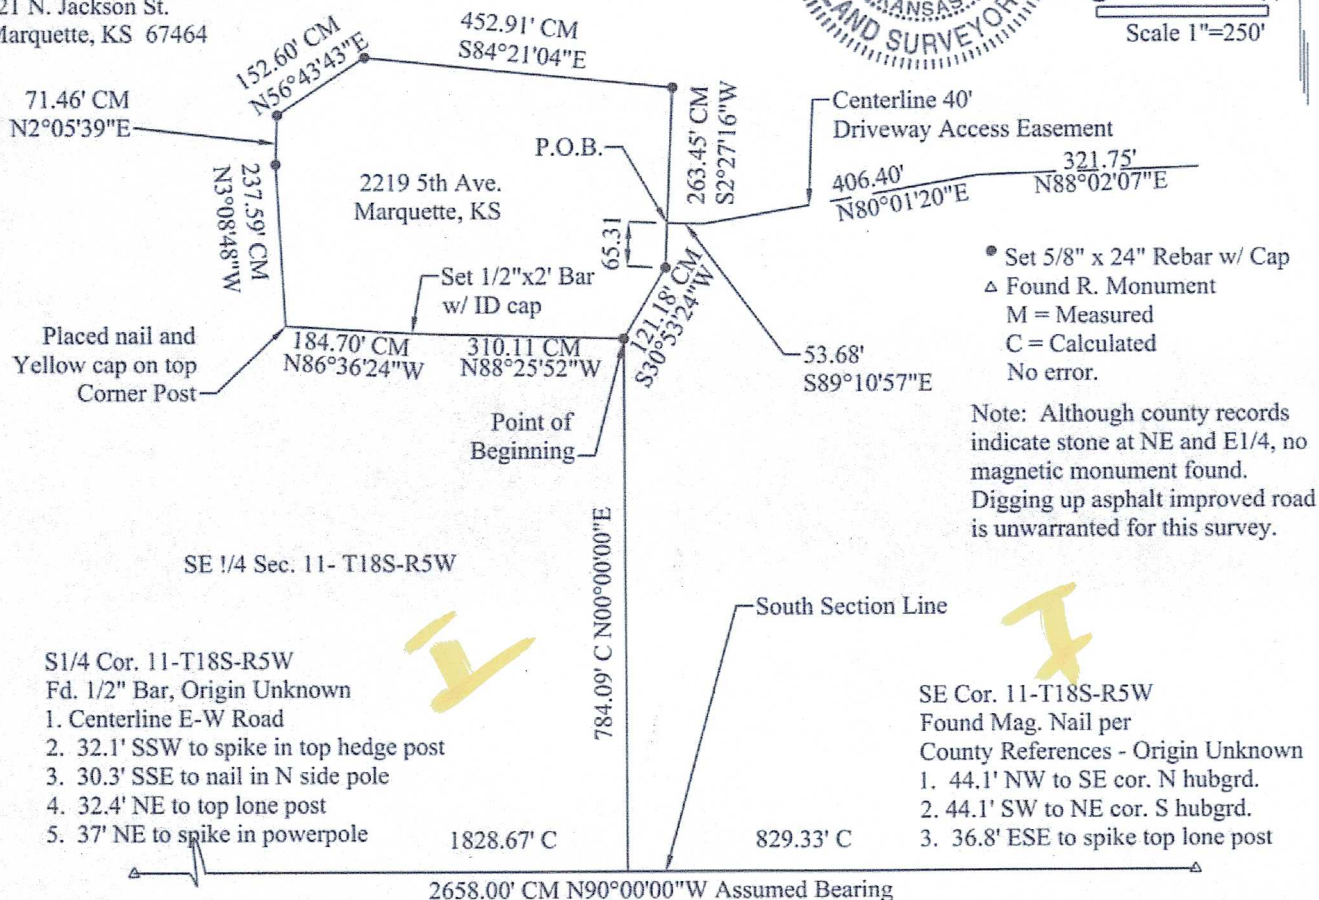 21 N. Jackson St.
Marquette, KS 67464
KANSAS
LAND SURVEYOR
Scale 1"=250'
152.60' CM
N56°43'43"E
452.91' CM
S84°21'04"E
71.46' CM
N2°05'39"E
237.59' CM
N3°08'48"W
2219 5th Ave.
Marquette, KS
P.O.B.
263.45' CM
S2°27'16"W
Centerline 40'
Driveway Access Easement
406.40'
N80°01'20"E
321.75'
N88°02'07"E
65.31
121.18' CM
S30°53'24"W
53.68'
S89°10'57"E
Set 1/2"x2' Bar
w/ ID cap
Placed nail and
Yellow cap on top
Corner Post
184.70' CM
N86°36'24"W
310.11 CM
N88°25'52"W
Point of
Beginning
Set 5/8" x 24" Rebar w/ Cap
Found R. Monument
M = Measured
C = Calculated
No error.
Note: Although county records
indicate stone at NE and E1/4, no
magnetic monument found.
Digging up asphalt improved road
is unwarranted for this survey.
SE !/4 Sec. 11- T18S-R5W
784.09' C N00°00'00"E
South Section Line
S1/4 Cor. 11-T18S-R5W
Fd. 1/2" Bar, Origin Unknown
1. Centerline E-W Road
2. 32.1' SSW to spike in top hedge post
3. 30.3' SSE to nail in N side pole
4. 32.4' NE to top lone post
5. 37' NE to spike in powerpole
SE Cor. 11-T18S-R5W
Found Mag. Nail per
County References - Origin Unknown
1. 44.1' NW to SE cor. N hubgrd.
2. 44.1' SW to NE cor. S hubgrd.
3. 36.8' ESE to spike top lone post
1828.67' C
829.33' C
2658.00' CM N90°00'00"W Assumed Bearing